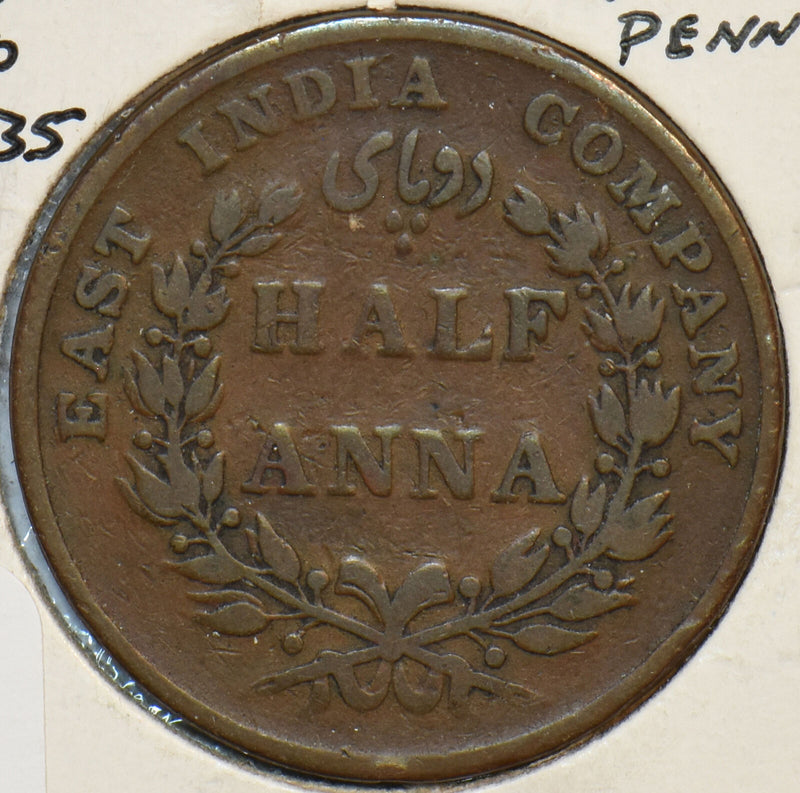 PENN
35
EAST INDIA COMPANY
دو پای
HALF
ANNA